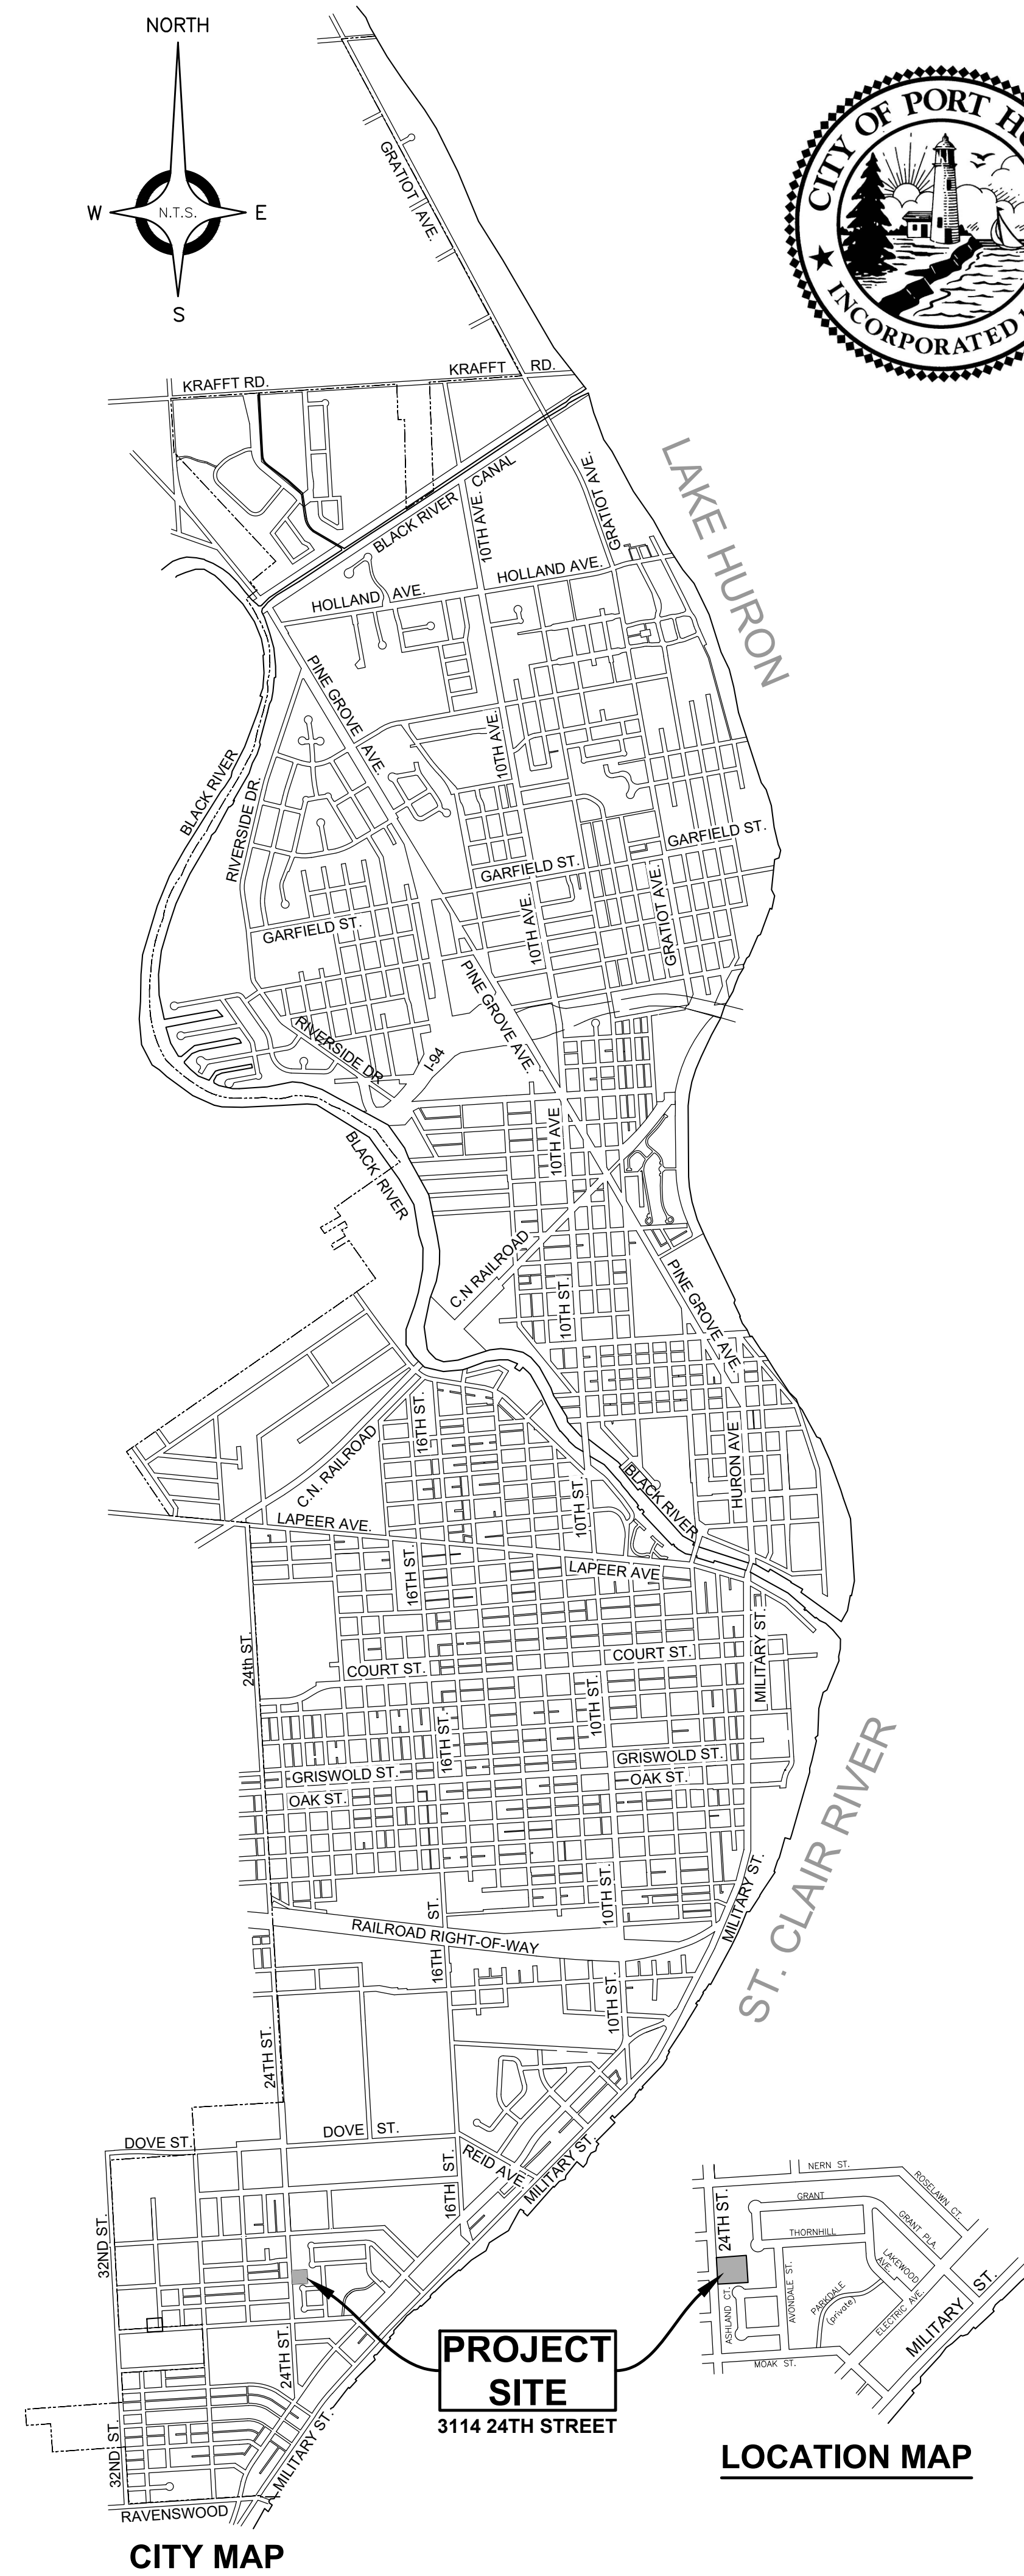 NORTH
W
N.T.S.
E
S
CITY OF PORT
INCORPORATED
GRATIOT AVE.
KRAFFT RD.
KRAFFT RD.
LAKE HURON
GRATIOT AVE.
BLACK RIVER CANAL
10TH AVE.
HOLLAND AVE.
HOLLAND AVE.
PINE GROVE AVE.
10TH AVE.
BLACK RIVER
RIVERSIDE DR.
GARFIELD ST.
GARFIELD ST.
GRATIOT AVE.
10TH AVE.
GARFIELD ST.
PINE GROVE AVE.
RIVERSIDE DR.
I-94
10TH AVE
BLACK RIVER
C.N RAILROAD
10TH ST.
PINE GROVE AVE.
16TH ST.
C.N. RAILROAD
HURON AVE
BLACK RIVER
10TH ST.
LAPEER AVE.
LAPEER AVE
16TH ST.
24th ST.
MILITARY ST.
COURT ST.
COURT ST.
10TH ST.
16TH ST.
GRISWOLD ST.
GRISWOLD ST.
OAK ST.
OAK ST.
ST. CLAIR RIVER
10TH ST.
MILITARY ST.
RAILROAD RIGHT-OF-WAY
16TH ST.
10TH ST.
24TH ST.
DOVE ST.
DOVE ST.
REID AVE.
MILITARY ST.
16TH ST.
32ND ST.
24TH ST.
32ND ST.
MILITARY ST.
RAVENSWOOD
CITY MAP
PROJECT
SITE
3114 24TH STREET
NERN ST.
ROSELAWN CT.
24TH ST.
GRANT
GRANT PLA.
THORNHILL
LAKEWOOD
AVE.
AVONDALE ST.
PARKDALE
(private)
ELECTRIC AVE.
ASHLAND CT.
MILITARY ST.
MOAK ST.
LOCATION MAP